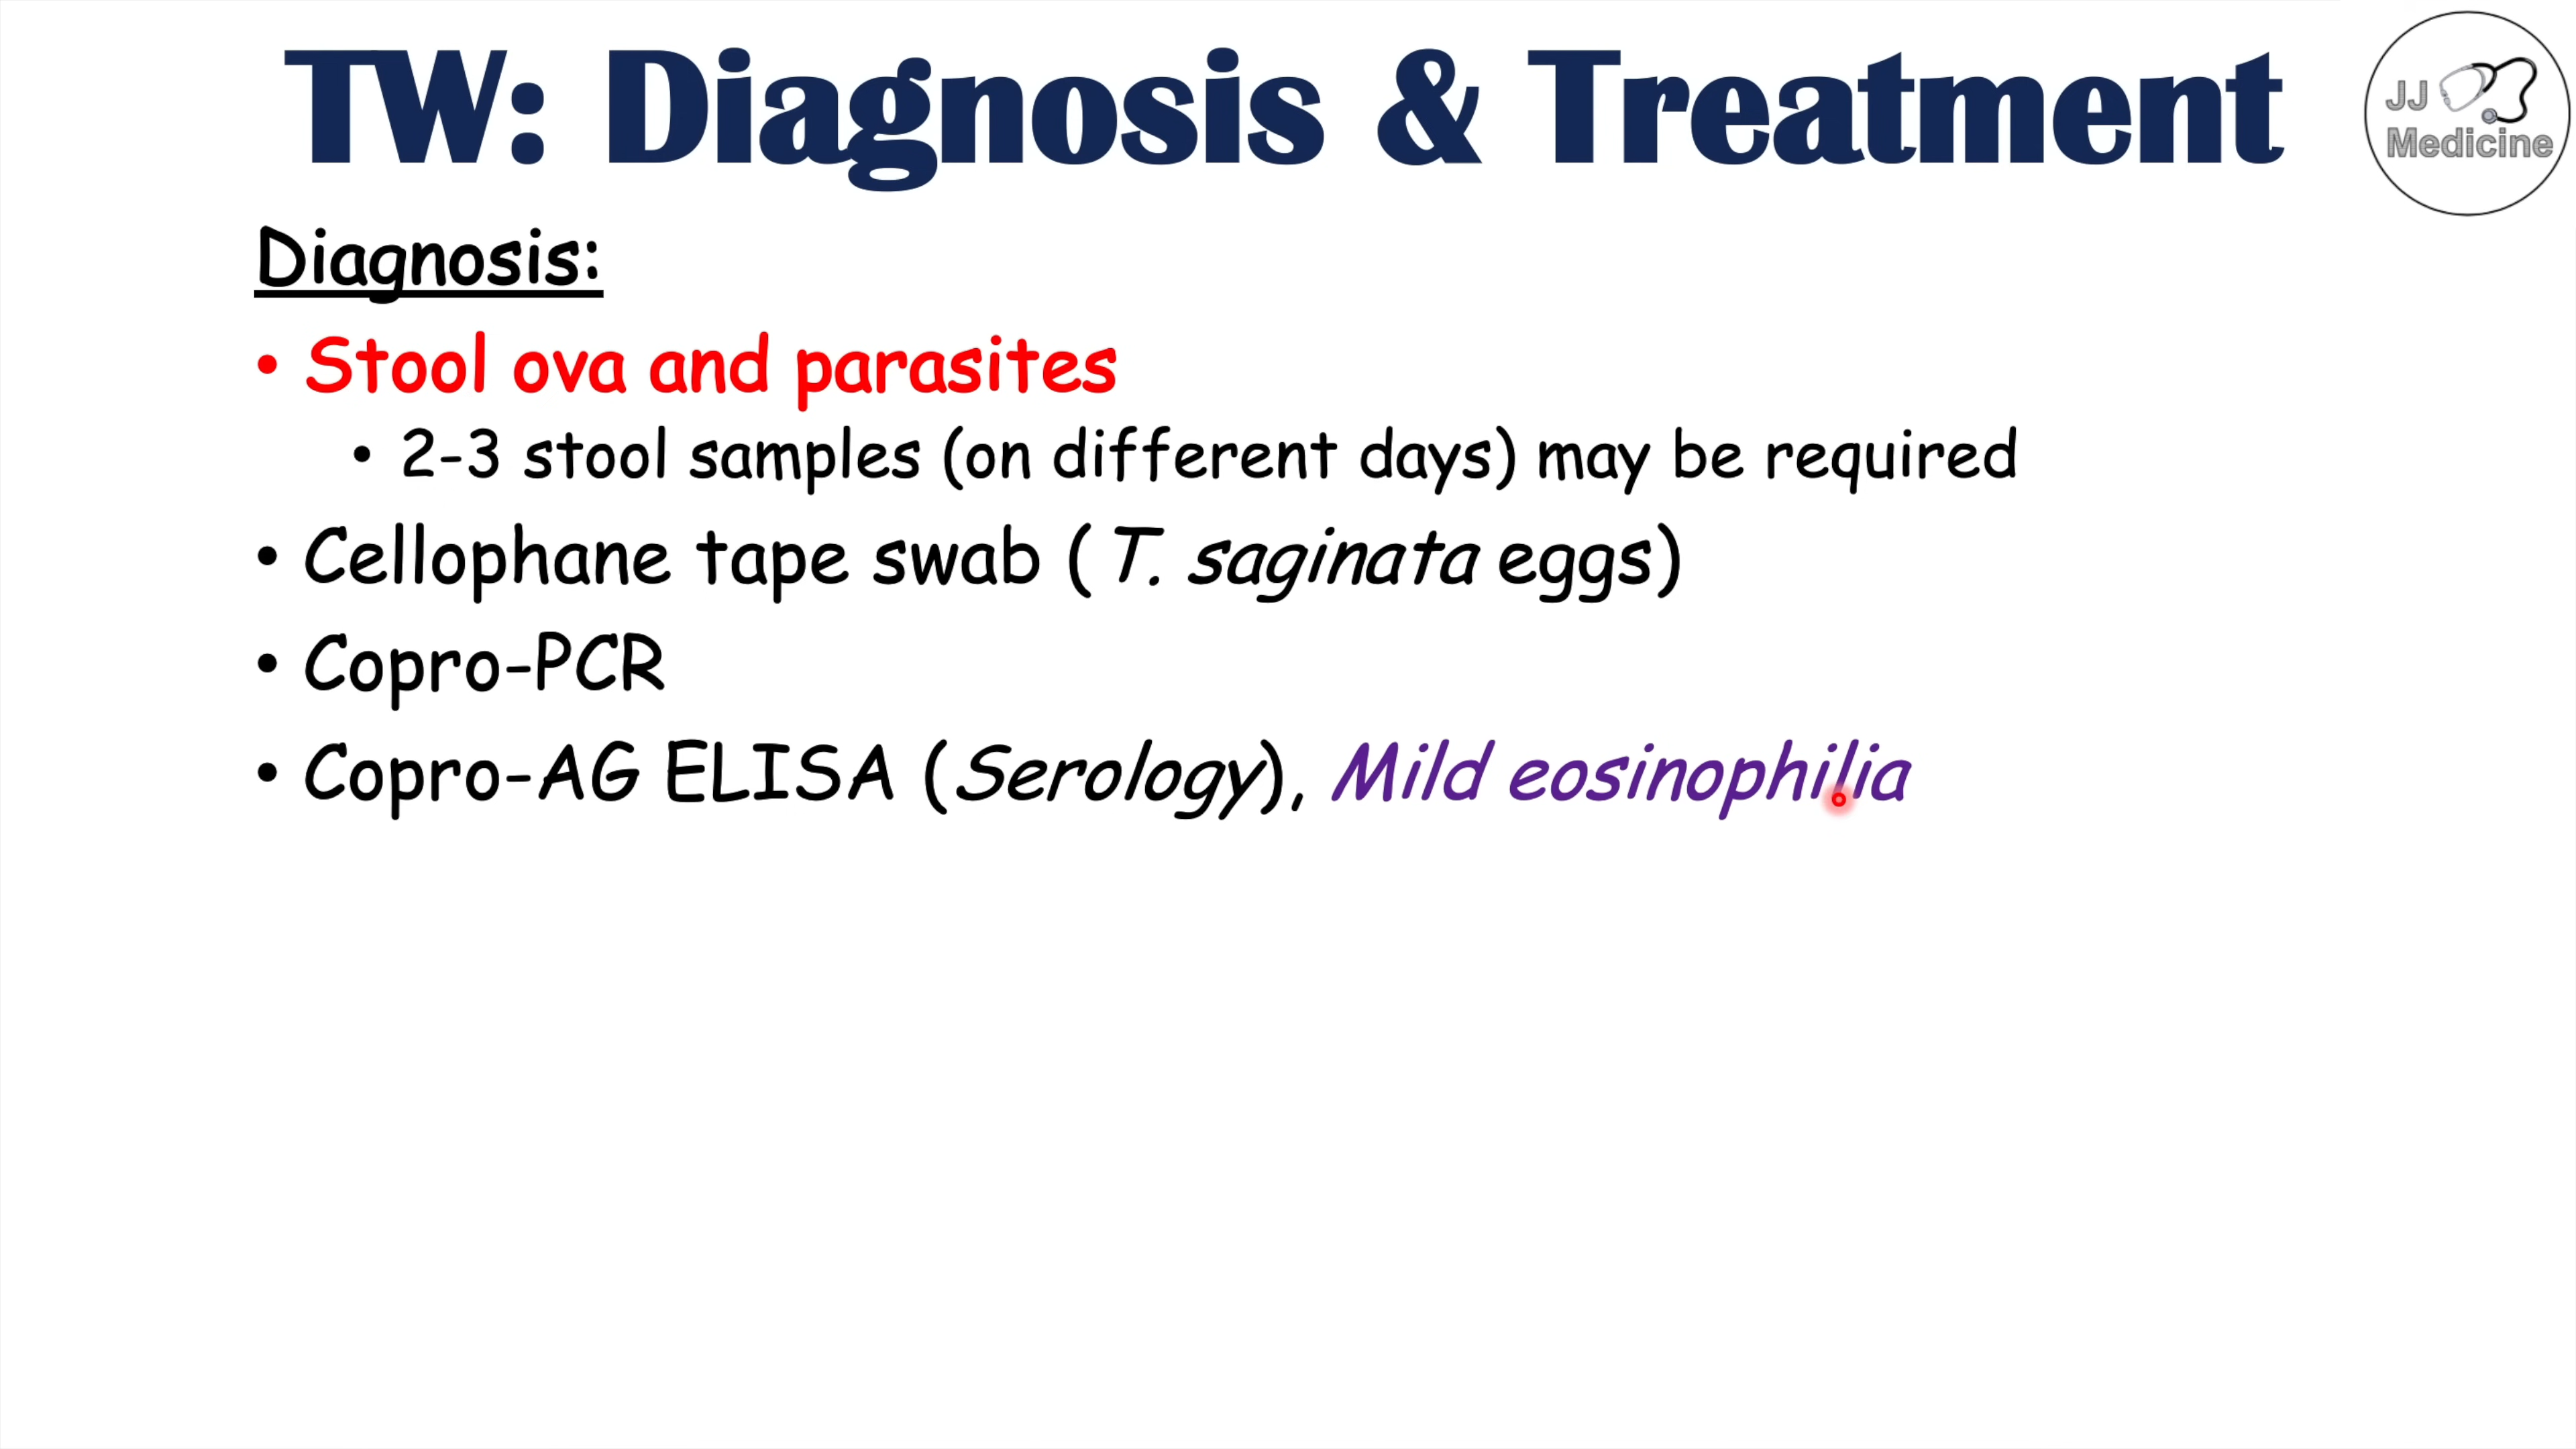 TW: Diagnosis & Treatment
JJ
Medicine
Diagnosis:
• Stool ova and parasites
• 2-3 stool samples (on different days) may be required
• Cellophane tape swab (T. saginata eggs)
• Copro-PCR
• Copro-AG ELISA (Serology), Mild eosinophilia